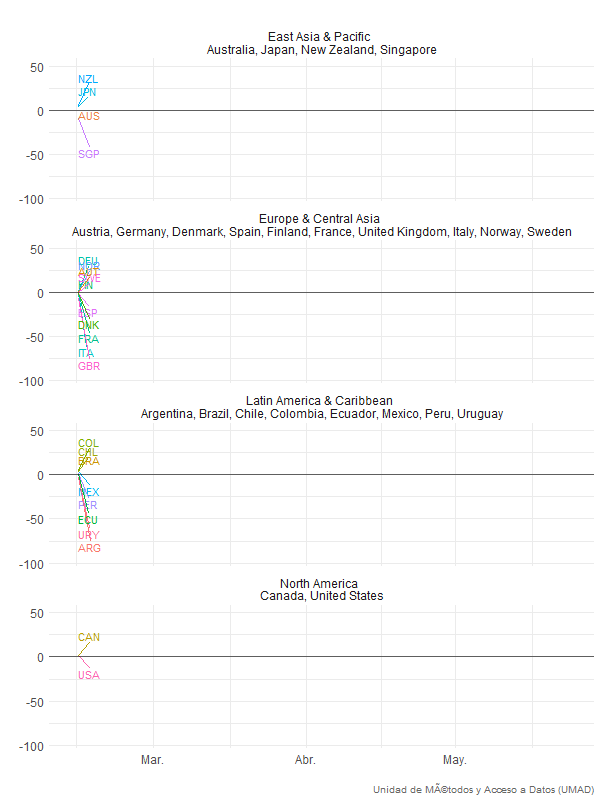 East Asia & Pacific
Australia, Japan, New Zealand, Singapore
50
NZL
JPN
0
AUS
-50
SGP
-100
Europe & Central Asia
Austria, Germany, Denmark, Spain, Finland, France, United Kingdom, Italy, Norway, Sweden
50
DEU
NOR
AUT
SWE
FIN
0
ESP
DNK
-50
FRA
ITA
GBR
-100
Latin America & Caribbean
Argentina, Brazil, Chile, Colombia, Ecuador, Mexico, Peru, Uruguay
50
COL
CHL
BRA
0
MEX
PER
-50
ECU
URY
ARG
-100
North America
Canada, United States
50
CAN
0
USA
-50
-100
Mar.
Abr.
May.
Unidad de MÃ©todos y Acceso a Datos (UMAD)